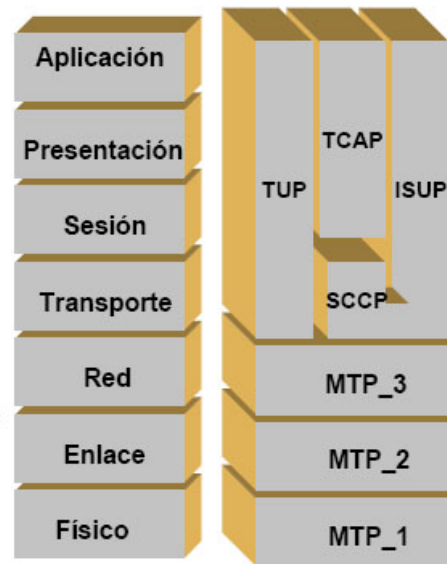 Aplicación
Presentación
Sesión
Transporte
Red
Enlace
Físico
TUP
TCAP
ISUP
SCCP
MTP_3
MTP_2
MTP_1